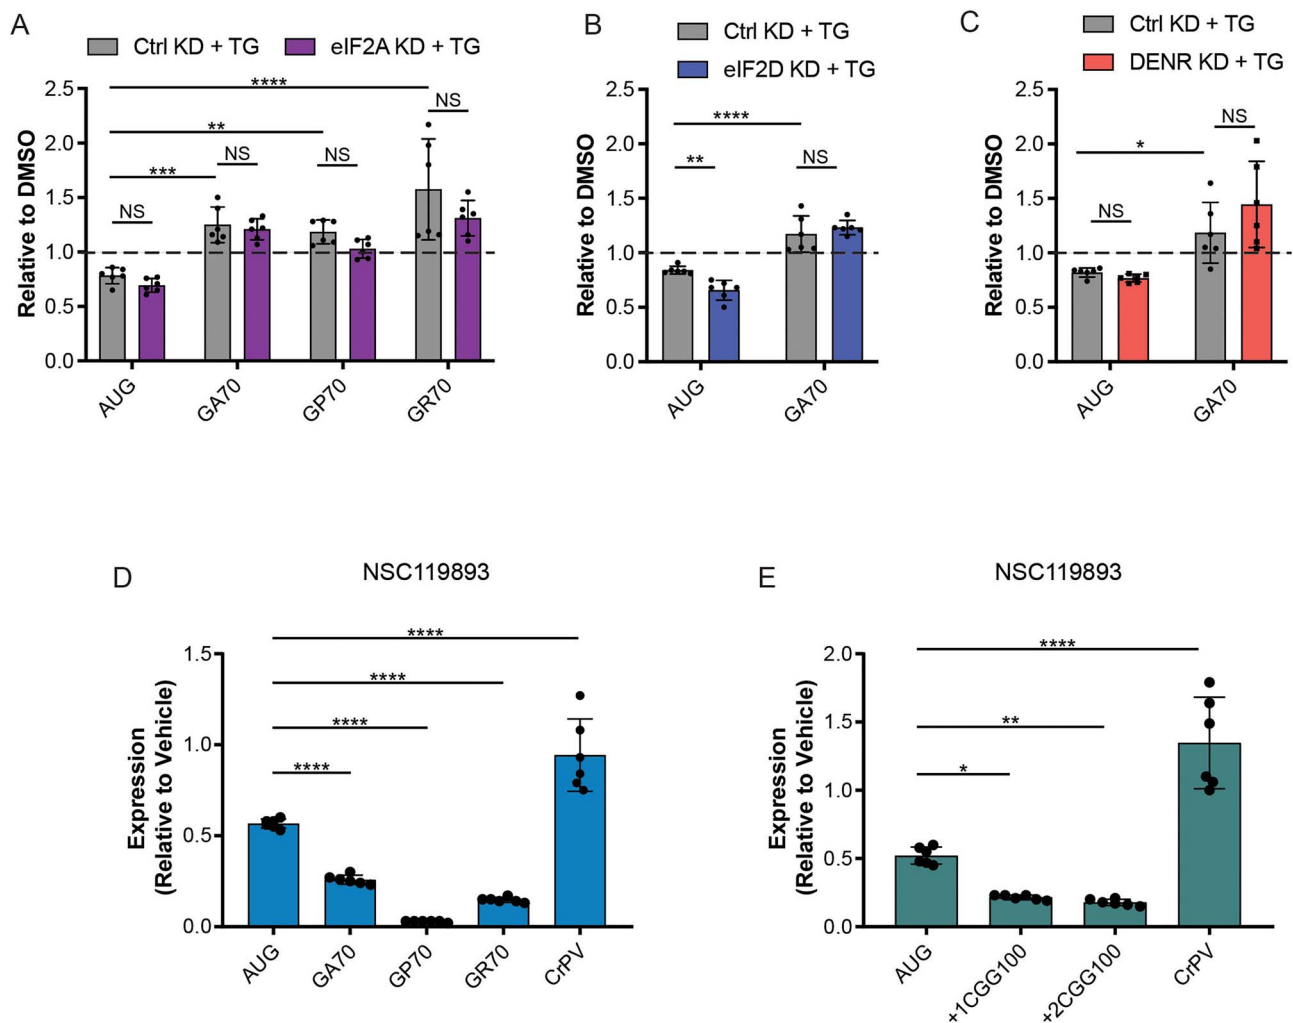 A
Ctrl KD + TG
eIF2A KD + TG
Relative to DMSO
2.5
2.0
1.5
1.0
0.5
0.0
****
**
***
NS
NS
NS
NS
AUG
GA70
GP70
GR70
B
Ctrl KD + TG
eIF2D KD + TG
Relative to DMSO
2.5
2.0
1.5
1.0
0.5
0.0
****
**
NS
AUG
GA70
C
Ctrl KD + TG
DENR KD + TG
Relative to DMSO
2.5
2.0
1.5
1.0
0.5
0.0
NS
*
NS
AUG
GA70
D
NSC119893
Expression
(Relative to Vehicle)
1.5
1.0
0.5
0.0
****
****
****
****
AUG
GA70
GP70
GR70
CrPV
E
NSC119893
Expression
(Relative to Vehicle)
2.0
1.5
1.0
0.5
0.0
****
**
*
AUG
+1CGG100
+2CGG100
CrPV